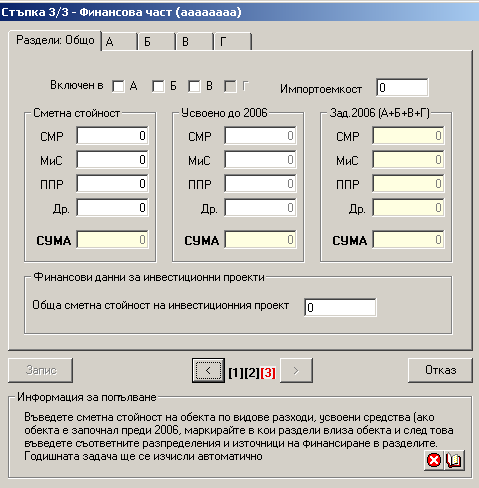 Стъпка 3/3 - Финансова част (аааааааа)
Раздели: Общо А Б В Г
Включен в А Б В Г Импортоемкост 0
Сметна стойност Усвоено до 2006 Зад.2006 (А+Б+В+Г)
СМР 0 СМР 0 СМР 0
МиС 0 МиС 0 МиС 0
ППР 0 ППР 0 ППР 0
Др. 0 Др. 0 Др. 0
СУМА 0 СУМА 0 СУМА 0
Финансови данни за инвестиционни проекти
Обща сметна стойност на инвестиционния проект 0
Запис < [1][2][3] > Отказ
Информация за попълване
Въведете сметна стойност на обекта по видове разходи, усвоени средства (ако
обекта е започнал преди 2006, маркирайте в кои раздели влиза обекта и след това
въведете съответните разпределения и източници на финансиране в разделите.
Годишната задача ще се изчисли автоматично